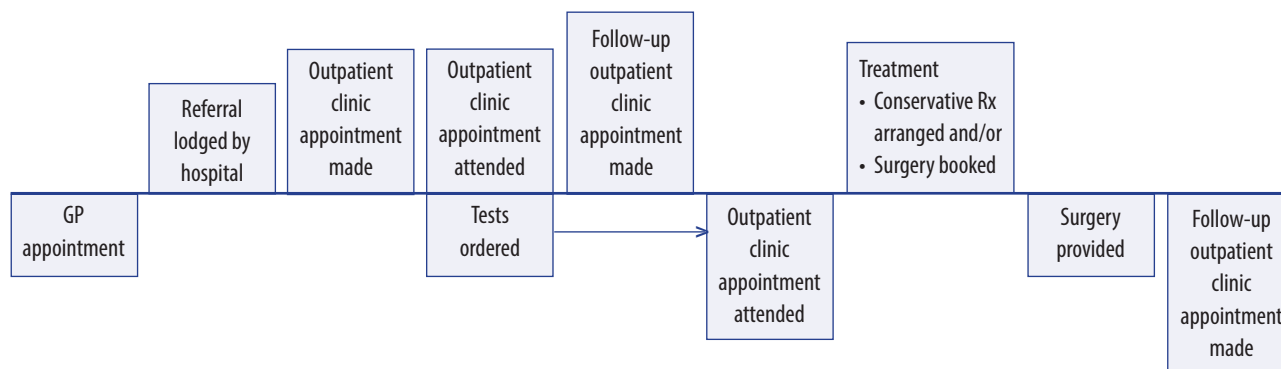 GP
appointment
Referral
lodged by
hospital
Outpatient
clinic
appointment
made
Outpatient
clinic
appointment
attended
Tests
ordered
Follow-up
outpatient
clinic
appointment
made
Outpatient
clinic
appointment
attended
Treatment
• Conservative Rx
arranged and/or
• Surgery booked
Surgery
provided
Follow-up
outpatient
clinic
appointment
made